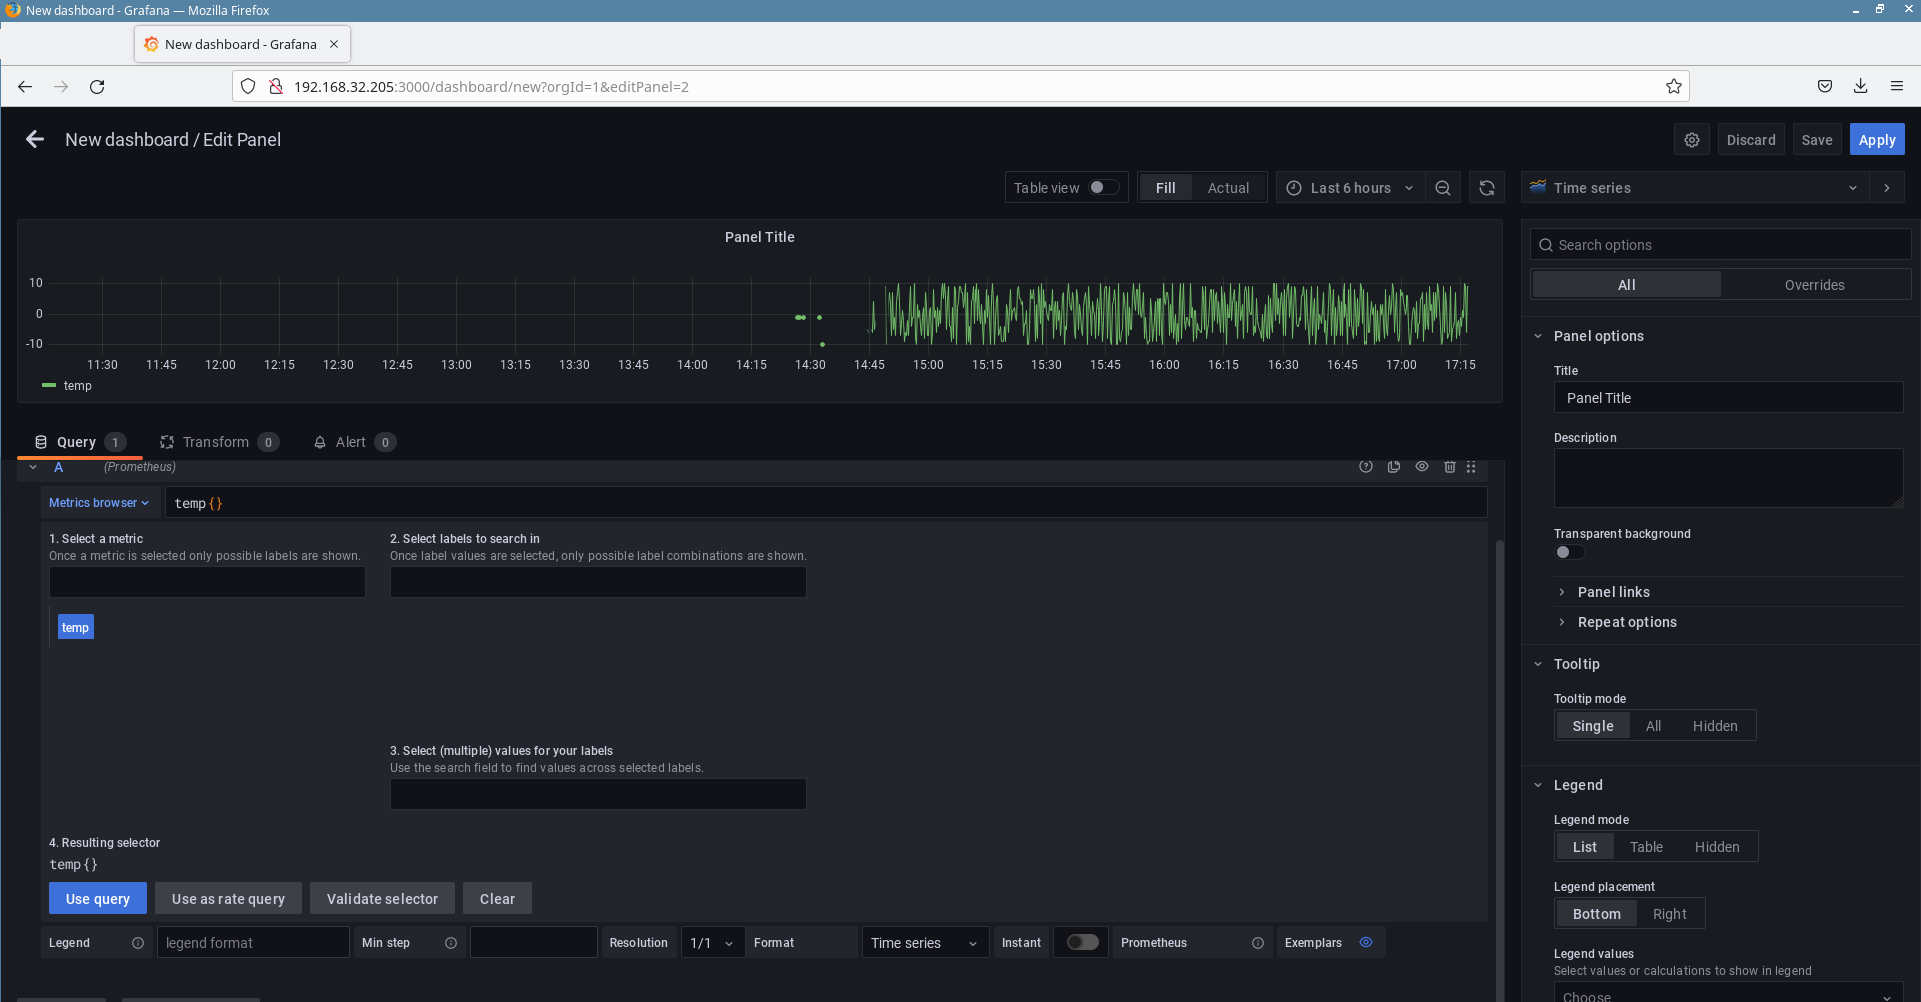 New dashboard - Grafana — Mozilla Firefox
New dashboard - Grafana
192.168.32.205:3000/dashboard/new?orgId=1&editPanel=2
New dashboard / Edit Panel
Discard Save Apply
Table view Fill Actual Last 6 hours Time series
Panel Title
10
0
-10
11:30 11:45 12:00 12:15 12:30 12:45 13:00 13:15 13:30 13:45 14:00 14:15 14:30 14:45 15:00 15:15 15:30 15:45 16:00 16:15 16:30 16:45 17:00 17:15
temp
Query 1 Transform 0 Alert 0
A (Prometheus)
Metrics browser temp{}
1. Select a metric
Once a metric is selected only possible labels are shown.
2. Select labels to search in
Once label values are selected, only possible label combinations are shown.
temp
3. Select (multiple) values for your labels
Use the search field to find values across selected labels.
4. Resulting selector
temp{}
Use query Use as rate query Validate selector Clear
Legend legend format Min step Resolution 1/1 Format Time series Instant Prometheus Exemplars
Search options
All Overrides
Panel options
Title
Panel Title
Description
Transparent background
Panel links
Repeat options
Tooltip
Tooltip mode
Single All Hidden
Legend
Legend mode
List Table Hidden
Legend placement
Bottom Right
Legend values
Select values or calculations to show in legend
Choose